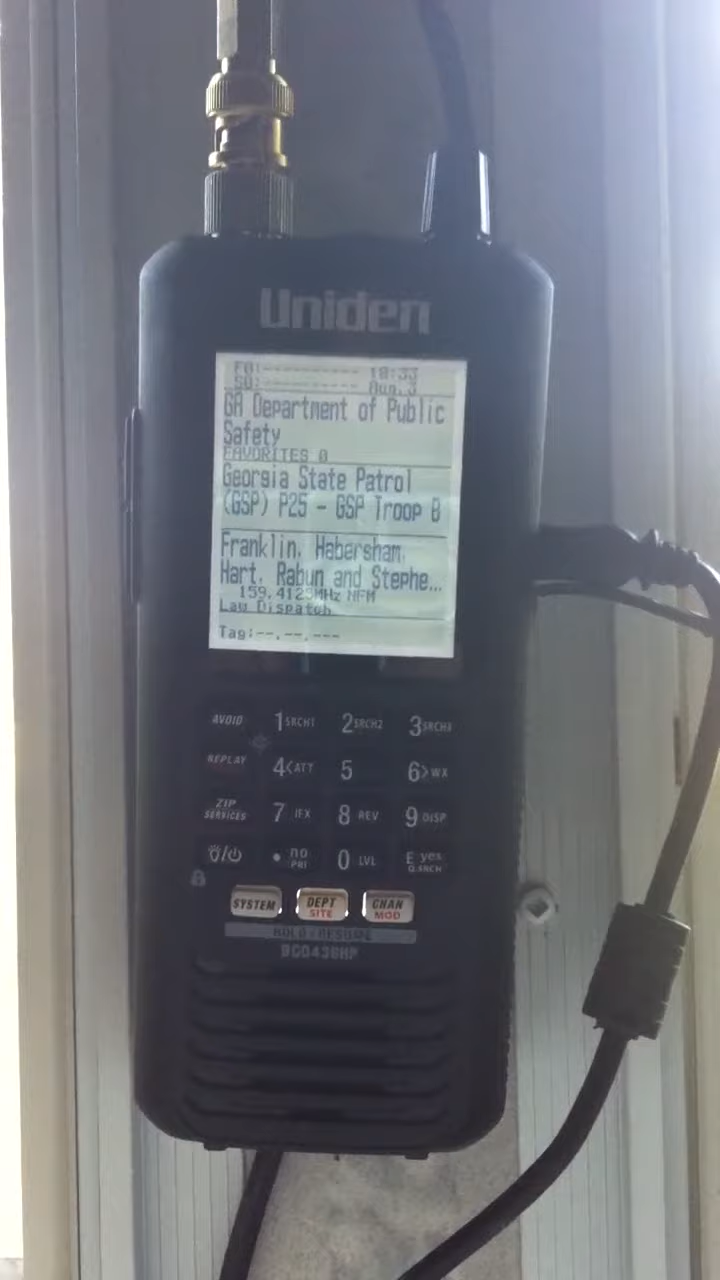 Uniden
F0:----------- 18:33
S0:----------- Aug.3
GA Department of Public
Safety
FAVORITES 0
Georgia State Patrol
(GSP) P25 - GSP Troop B
Franklin, Habersham,
Hart, Rabun and Stephe...
159.4125MHz NFM
Law Dispatch
Tag:--.--.---
AVOID 1 SRCH1 2 SRCH2 3 SRCH3
REPLAY 4< ATT 5 6> WX
ZIP SERVICES 7 IFX 8 REV 9 DISP
. no PRI 0 LVL E yes Q.SRCH
SYSTEM DEPT SITE CHAN MOD
HOLD / RESUME
BCD436HP